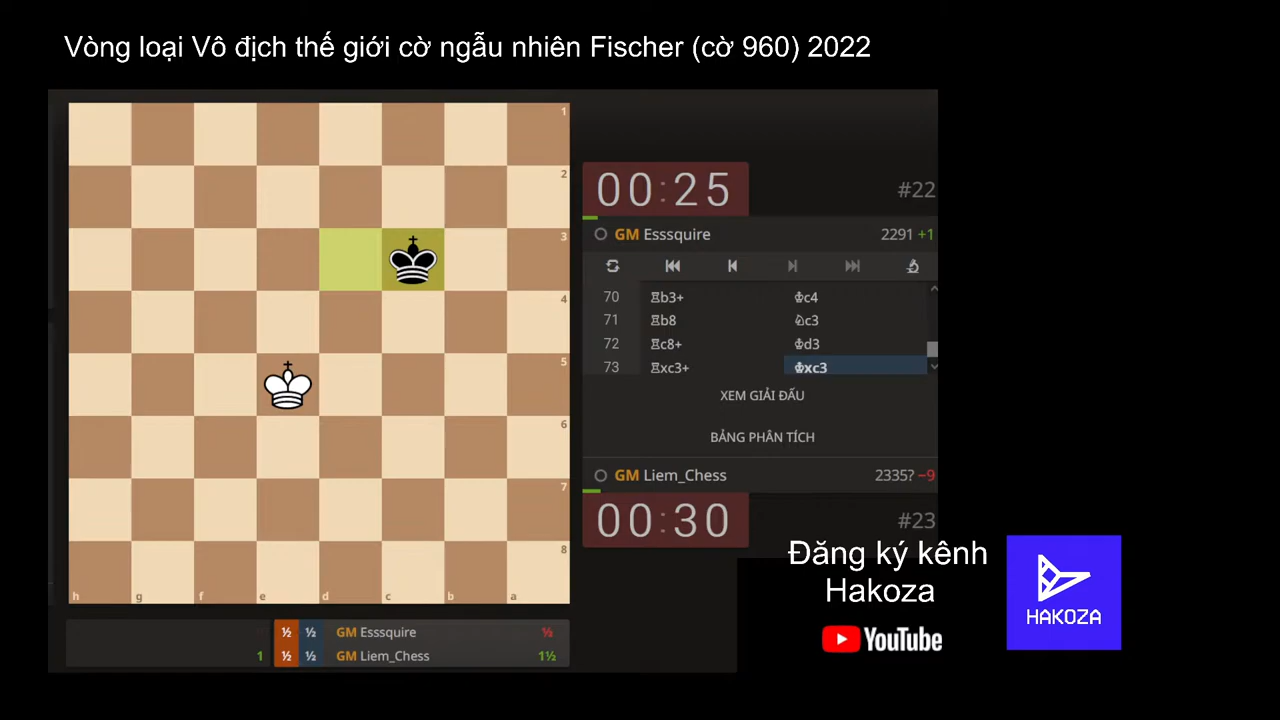 Vòng loại Vô địch thế giới cờ ngẫu nhiên Fischer (cờ 960) 2022
1
2
3
4
5
6
7
8
h g f e d c b a
00:25 #22
GM Esssquire 2291 +1
70 ♖b3+ ♔c4
71 ♖b8 ♘c3
72 ♖c8+ ♔d3
73 ♖xc3+ ♔xc3
XEM GIẢI ĐẤU
BẢNG PHÂN TÍCH
GM Liem_Chess 2335? −9
00:30 #23
½ ½ GM Esssquire ½
1 ½ ½ GM Liem_Chess 1½
Đăng ký kênh
Hakoza
YouTube
HAKOZA